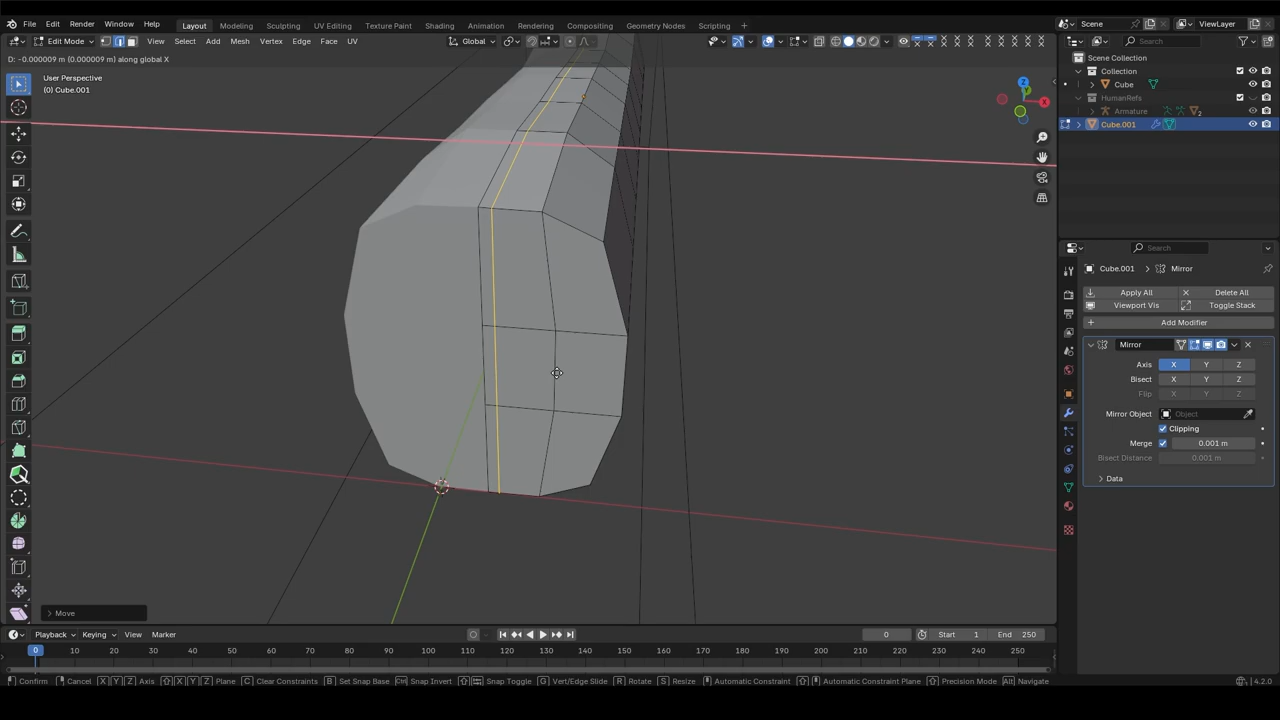 File Edit Render Window Help Layout Modeling Sculpting UV Editing Texture Paint Shading Animation Rendering Compositing Geometry Nodes Scripting + Scene ViewLayer
Edit Mode View Select Add Mesh Vertex Edge Face UV Global Search
D: -0.000009 m (0.000009 m) along global X
User Perspective
(0) Cube.001
Z
X
Scene Collection
Collection
Cube
HumanRefs
Armature 2
Cube.001
Search
Cube.001 Mirror
Apply All Delete All
Viewport Vis Toggle Stack
Add Modifier
Mirror
Axis X Y Z
Bisect X Y Z
Flip X Y Z
Mirror Object Object
Clipping
Merge 0.001 m
Bisect Distance 0.001 m
Data
Move
Playback Keying View Marker 0 Start 1 End 250
0 10 20 30 40 50 60 70 80 90 100 110 120 130 140 150 160 170 180 190 200 210 220 230 240 250
Confirm Cancel X Y Z Axis X Y Z Plane C Clear Constraints B Set Snap Base Ctrl Snap Invert Snap Toggle G Vert/Edge Slide R Rotate S Resize Automatic Constraint Automatic Constraint Plane Precision Mode Alt Navigate 4.2.0